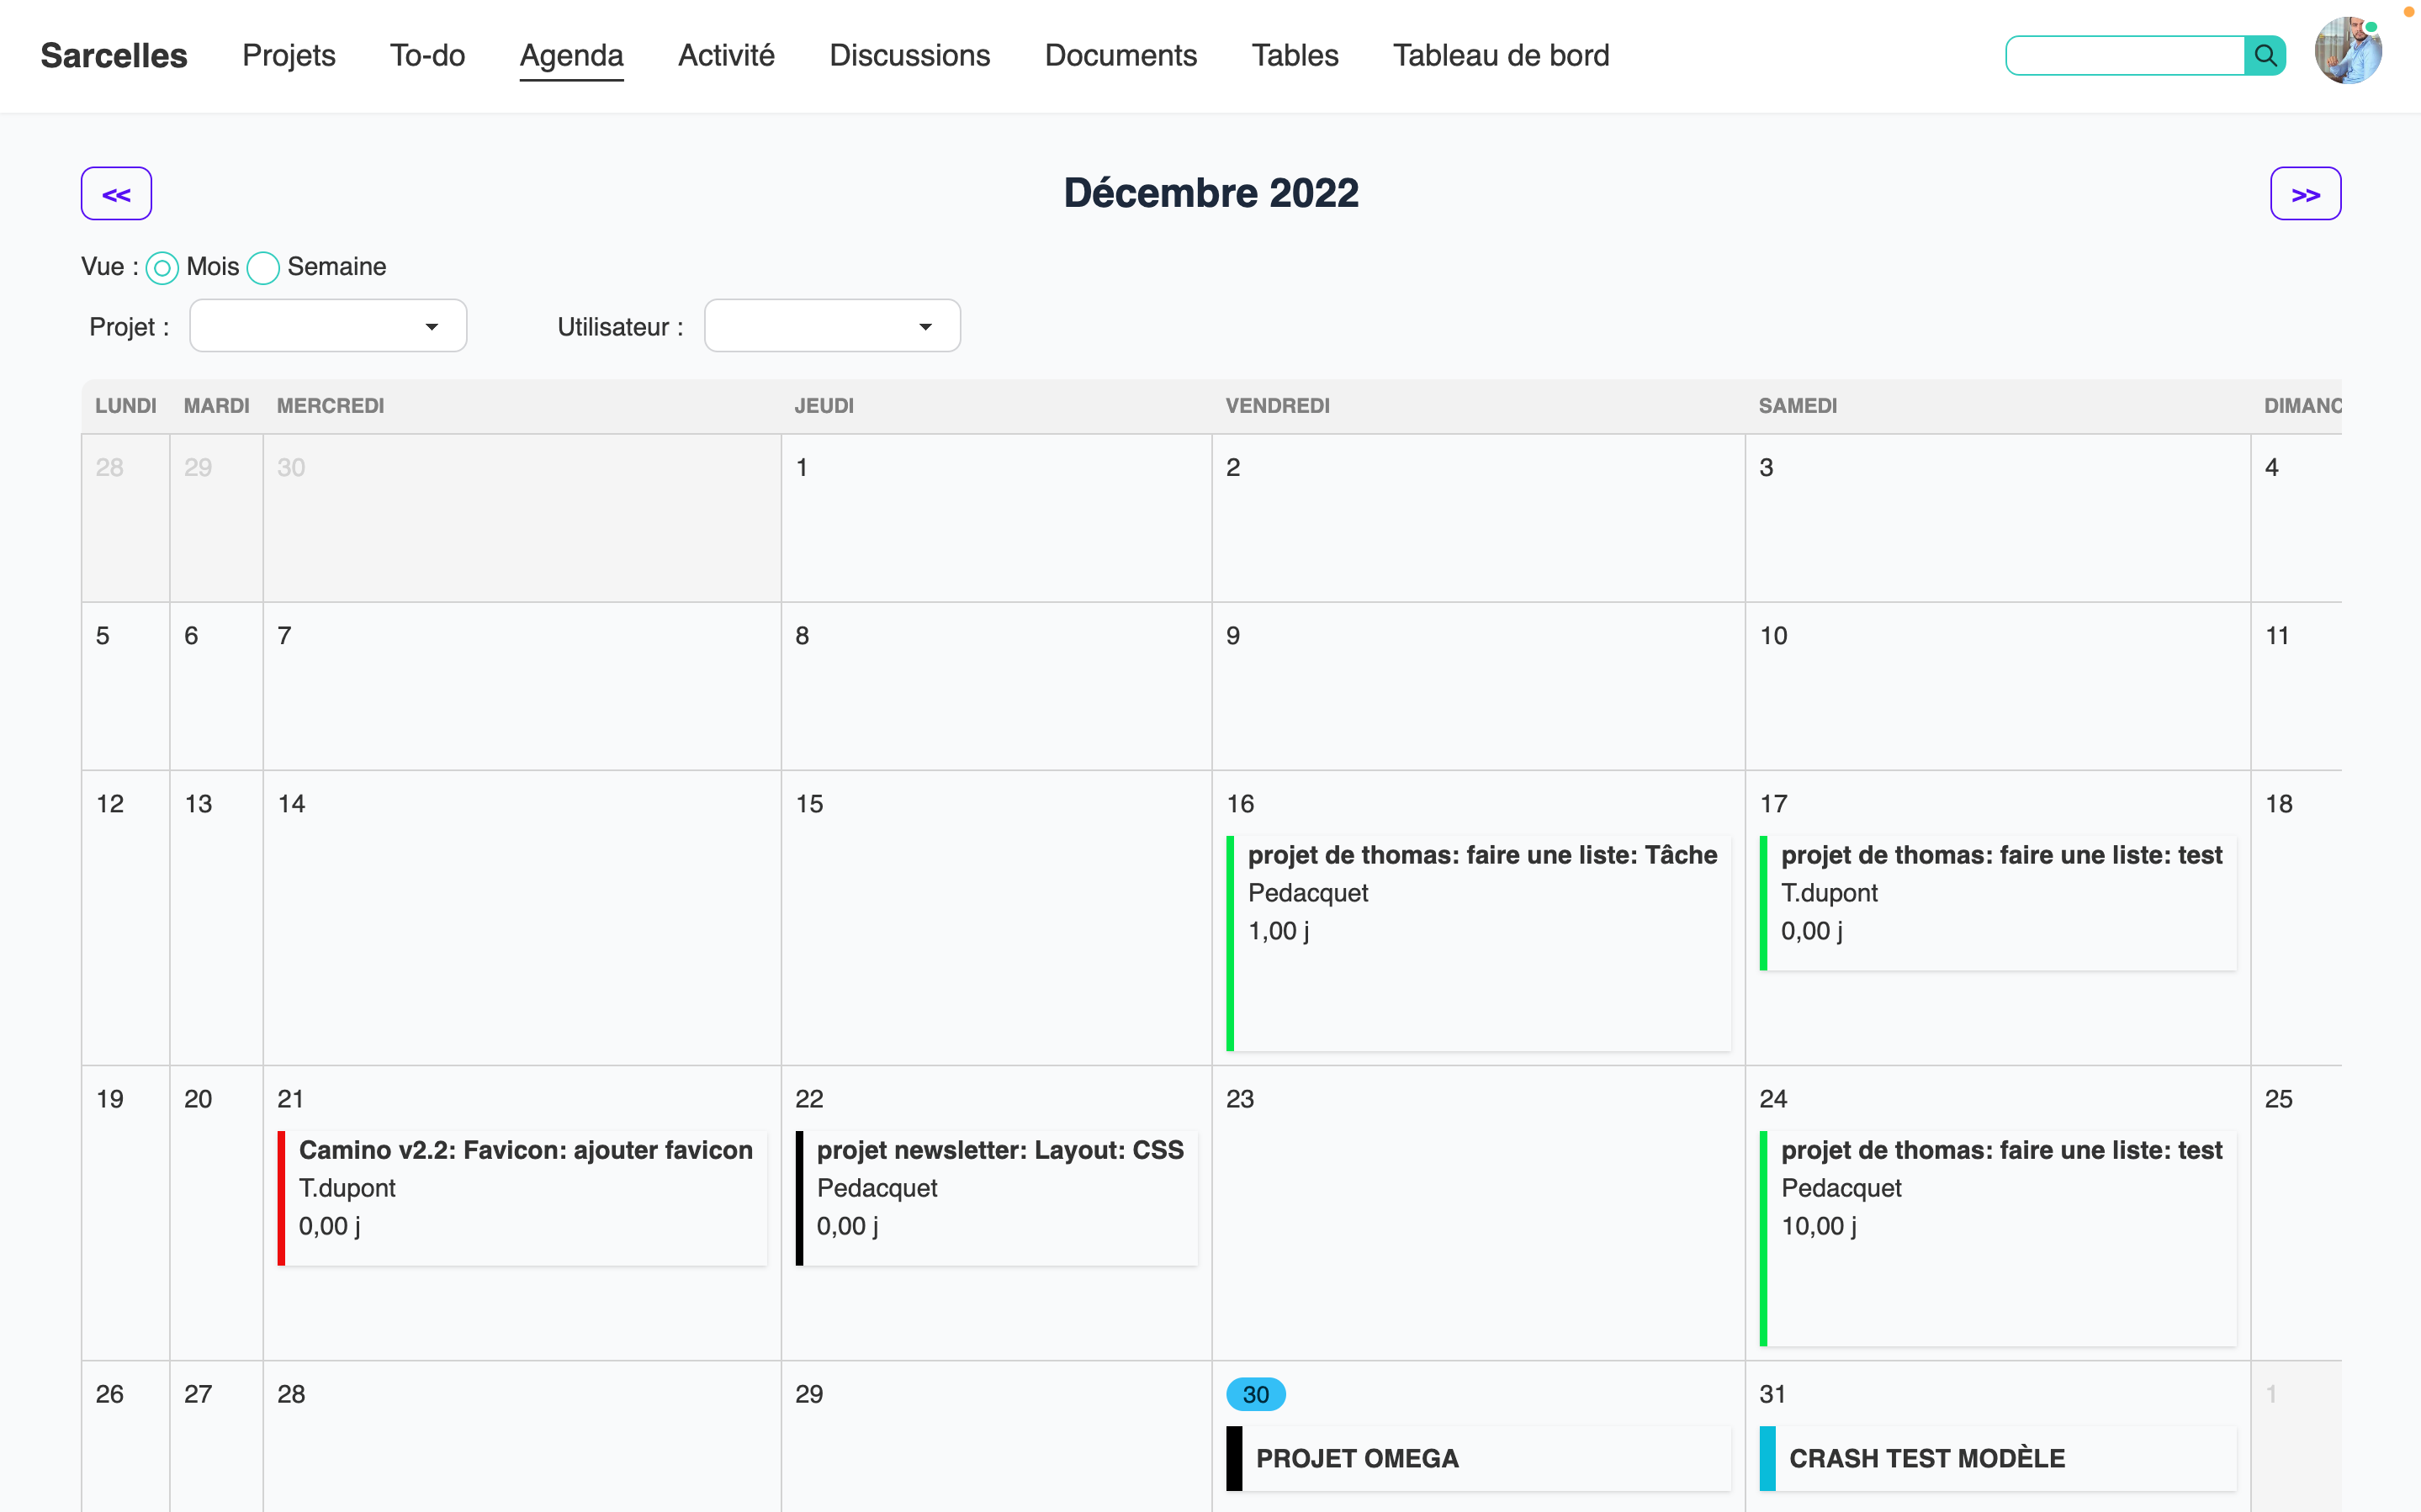 Sarcelles Projets To-do Agenda Activité Discussions Documents Tables Tableau de bord
<< Décembre 2022 >>
Vue : Mois Semaine
Projet : Utilisateur :
LUNDI MARDI MERCREDI JEUDI VENDREDI SAMEDI DIMANC
28 29 30 1 2 3 4
5 6 7 8 9 10 11
12 13 14 15 16 17 18
projet de thomas: faire une liste: Tâche
Pedacquet
1,00 j
projet de thomas: faire une liste: test
T.dupont
0,00 j
19 20 21 22 23 24 25
Camino v2.2: Favicon: ajouter favicon
T.dupont
0,00 j
projet newsletter: Layout: CSS
Pedacquet
0,00 j
projet de thomas: faire une liste: test
Pedacquet
10,00 j
26 27 28 29 30 31 1
PROJET OMEGA
CRASH TEST MODÈLE